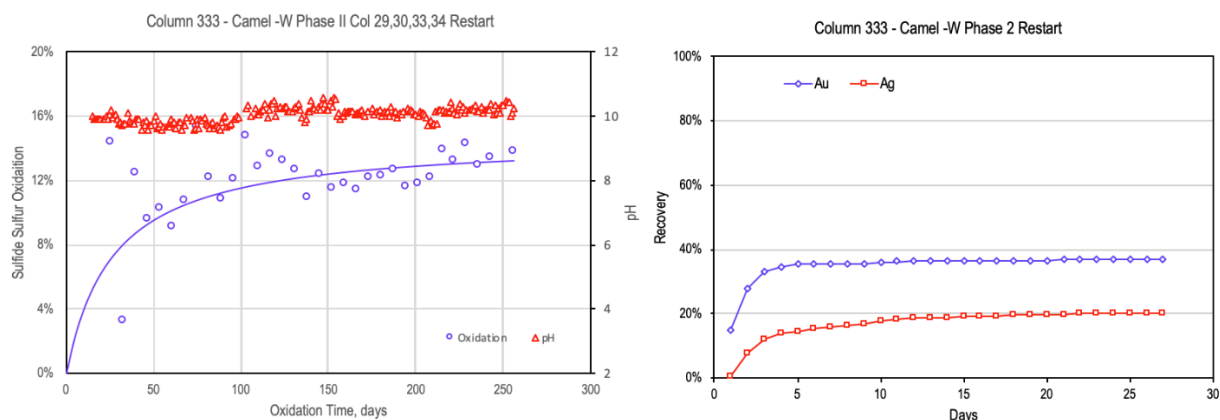 Column 333 - Camel -W Phase II Col 29,30,33,34 Restart
20%
16%
12%
8%
4%
0%
Sulfide Sulfur Oxidation
12
10
8
6
4
2
pH
Oxidation
pH
0
50
100
150
200
250
300
Oxidation Time, days
Column 333 - Camel -W Phase 2 Restart
100%
80%
60%
40%
20%
0%
Recovery
Au
Ag
0
5
10
15
20
25
30
Days